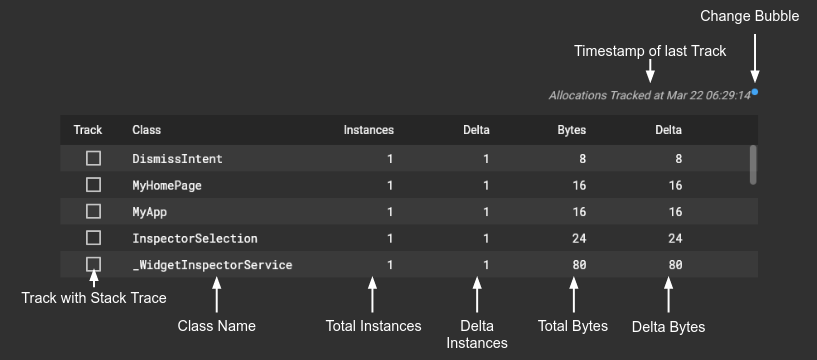 Change Bubble
Timestamp of last Track
Allocations Tracked at Mar 22 06:29:14
Track Class Instances Delta Bytes Delta
DismissIntent 1 1 8 8
MyHomePage 1 1 16 16
MyApp 1 1 16 16
InspectorSelection 1 1 24 24
_WidgetInspectorService 1 1 80 80
Track with Stack Trace
Class Name Total Instances Delta Total Bytes Delta Bytes
Instances